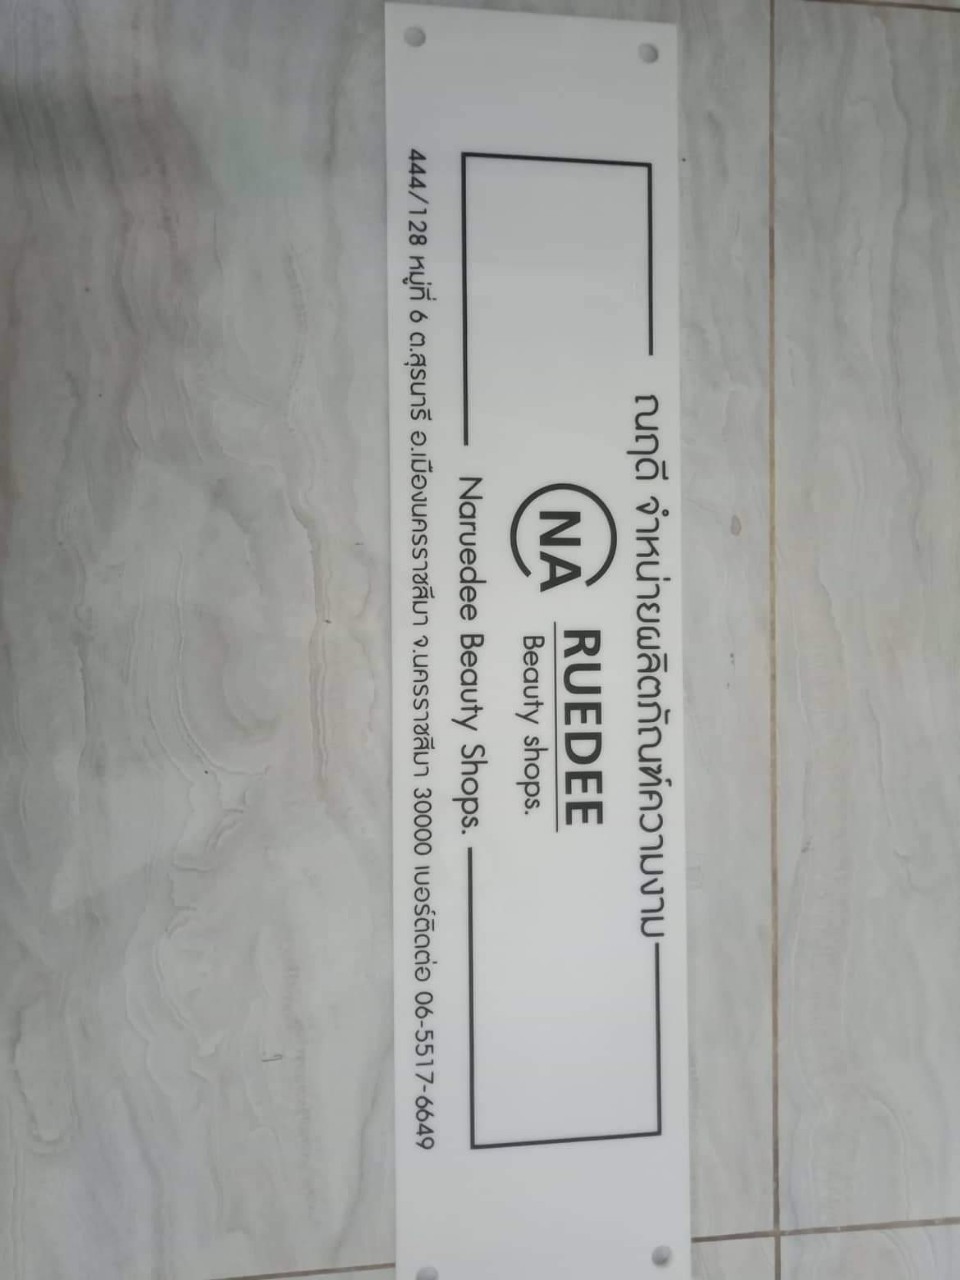 ณฤดี จำหน่ายผลิตภัณฑ์ความงาม
NA RUEDEE
Beauty shops.
Naruedee Beauty Shops.
444/128 หมู่ที่ 6 ต.สุรนารี อ.เมืองนครราชสีมา จ.นครราชสีมา 30000 เบอร์ติดต่อ 06-5517-6649